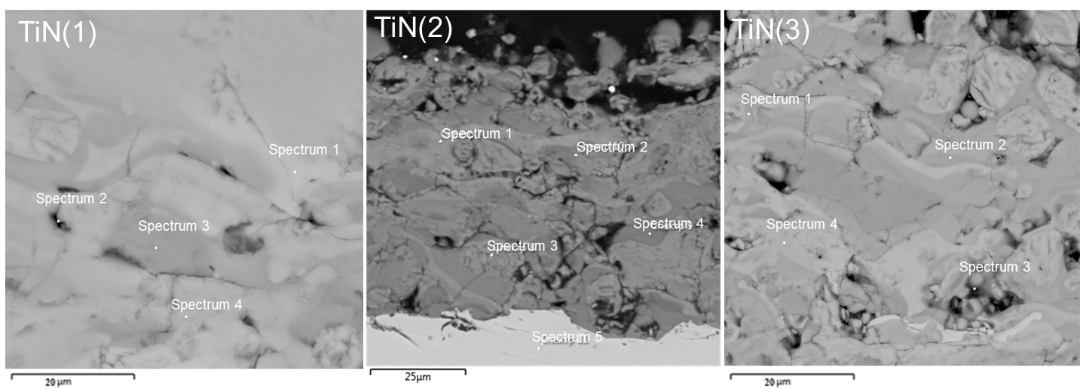 TiN(1)
Spectrum 1
Spectrum 2
Spectrum 3
Spectrum 4
20 µm
TiN(2)
Spectrum 1
Spectrum 2
Spectrum 4
Spectrum 3
Spectrum 5
25µm
TiN(3)
Spectrum 1
Spectrum 2
Spectrum 4
Spectrum 3
20 µm